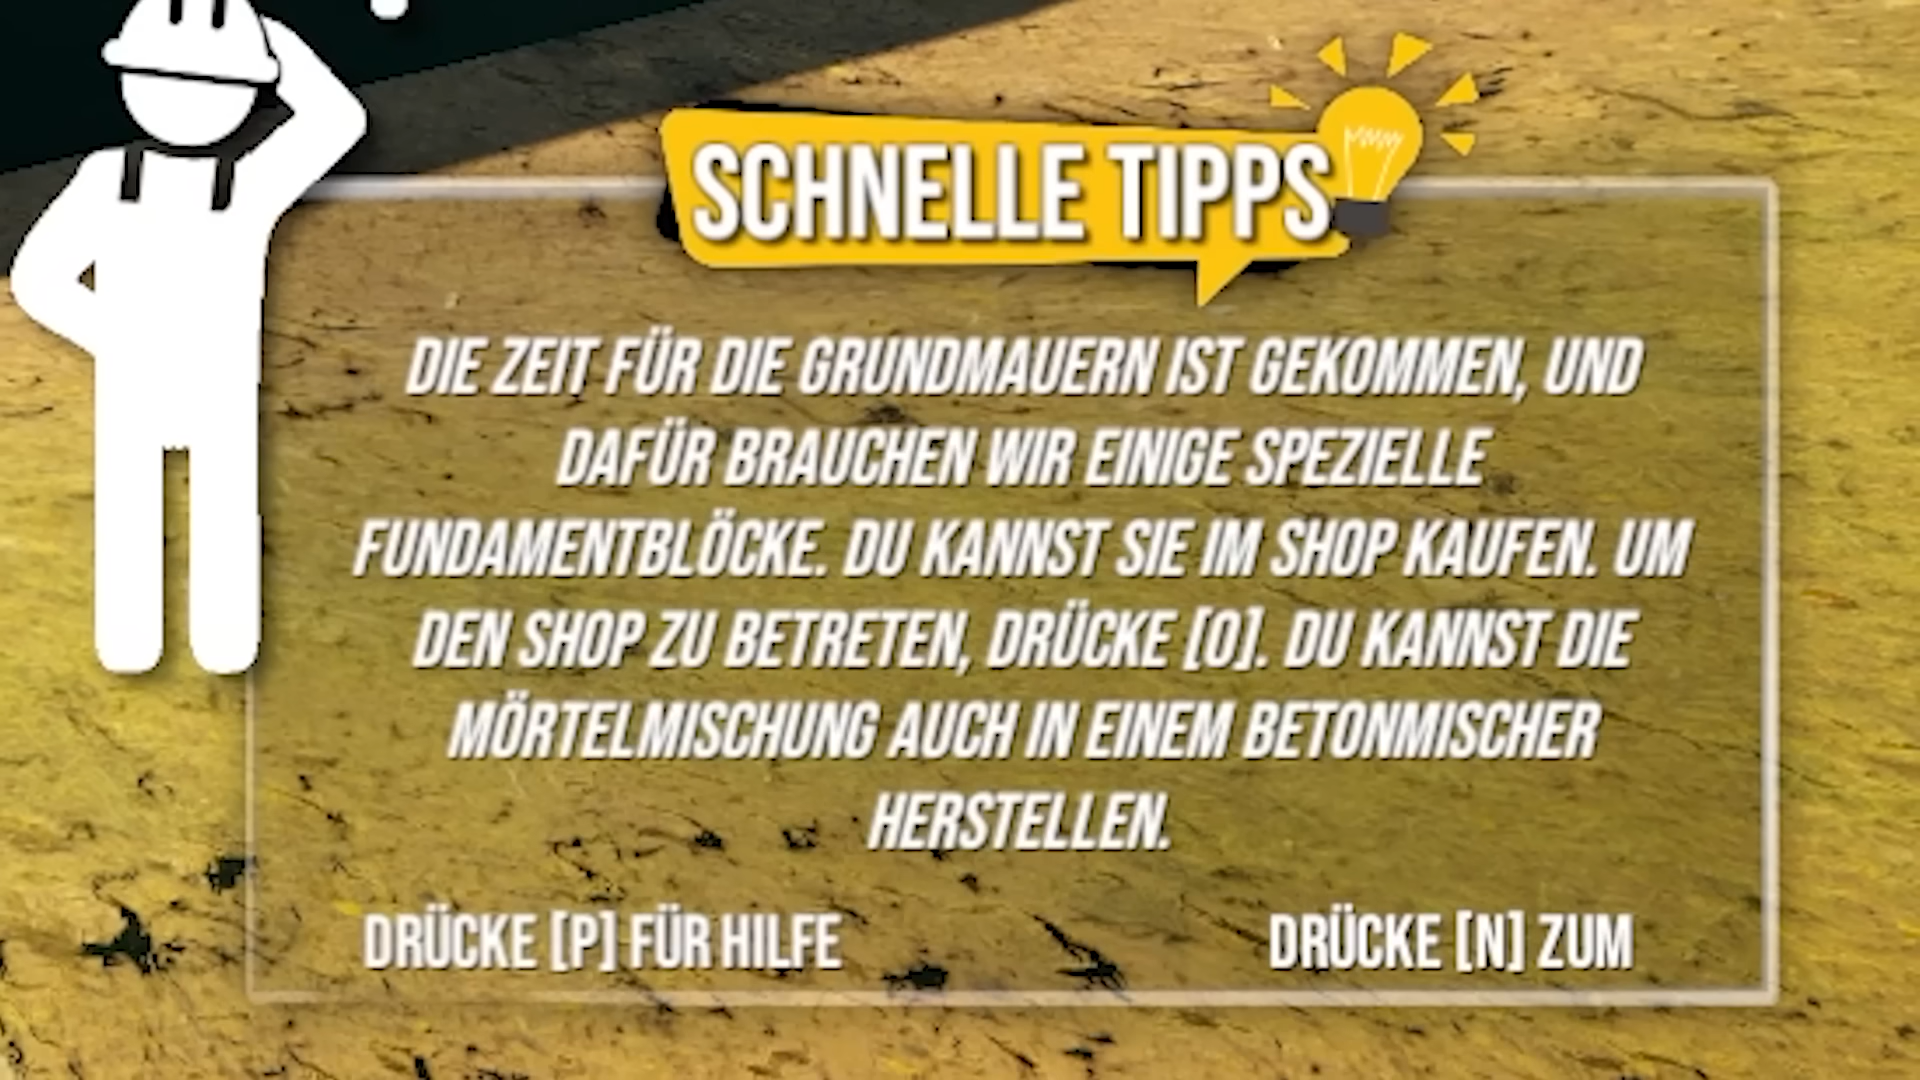 SCHNELLE TIPPS
DIE ZEIT FÜR DIE GRUNDMAUERN IST GEKOMMEN, UND
DAFÜR BRAUCHEN WIR EINIGE SPEZIELLE
FUNDAMENTBLÖCKE. DU KANNST SIE IM SHOP KAUFEN. UM
DEN SHOP ZU BETRETEN, DRÜCKE [O]. DU KANNST DIE
MÖRTELMISCHUNG AUCH IN EINEM BETONMISCHER
HERSTELLEN.
DRÜCKE [P] FÜR HILFE
DRÜCKE [N] ZUM